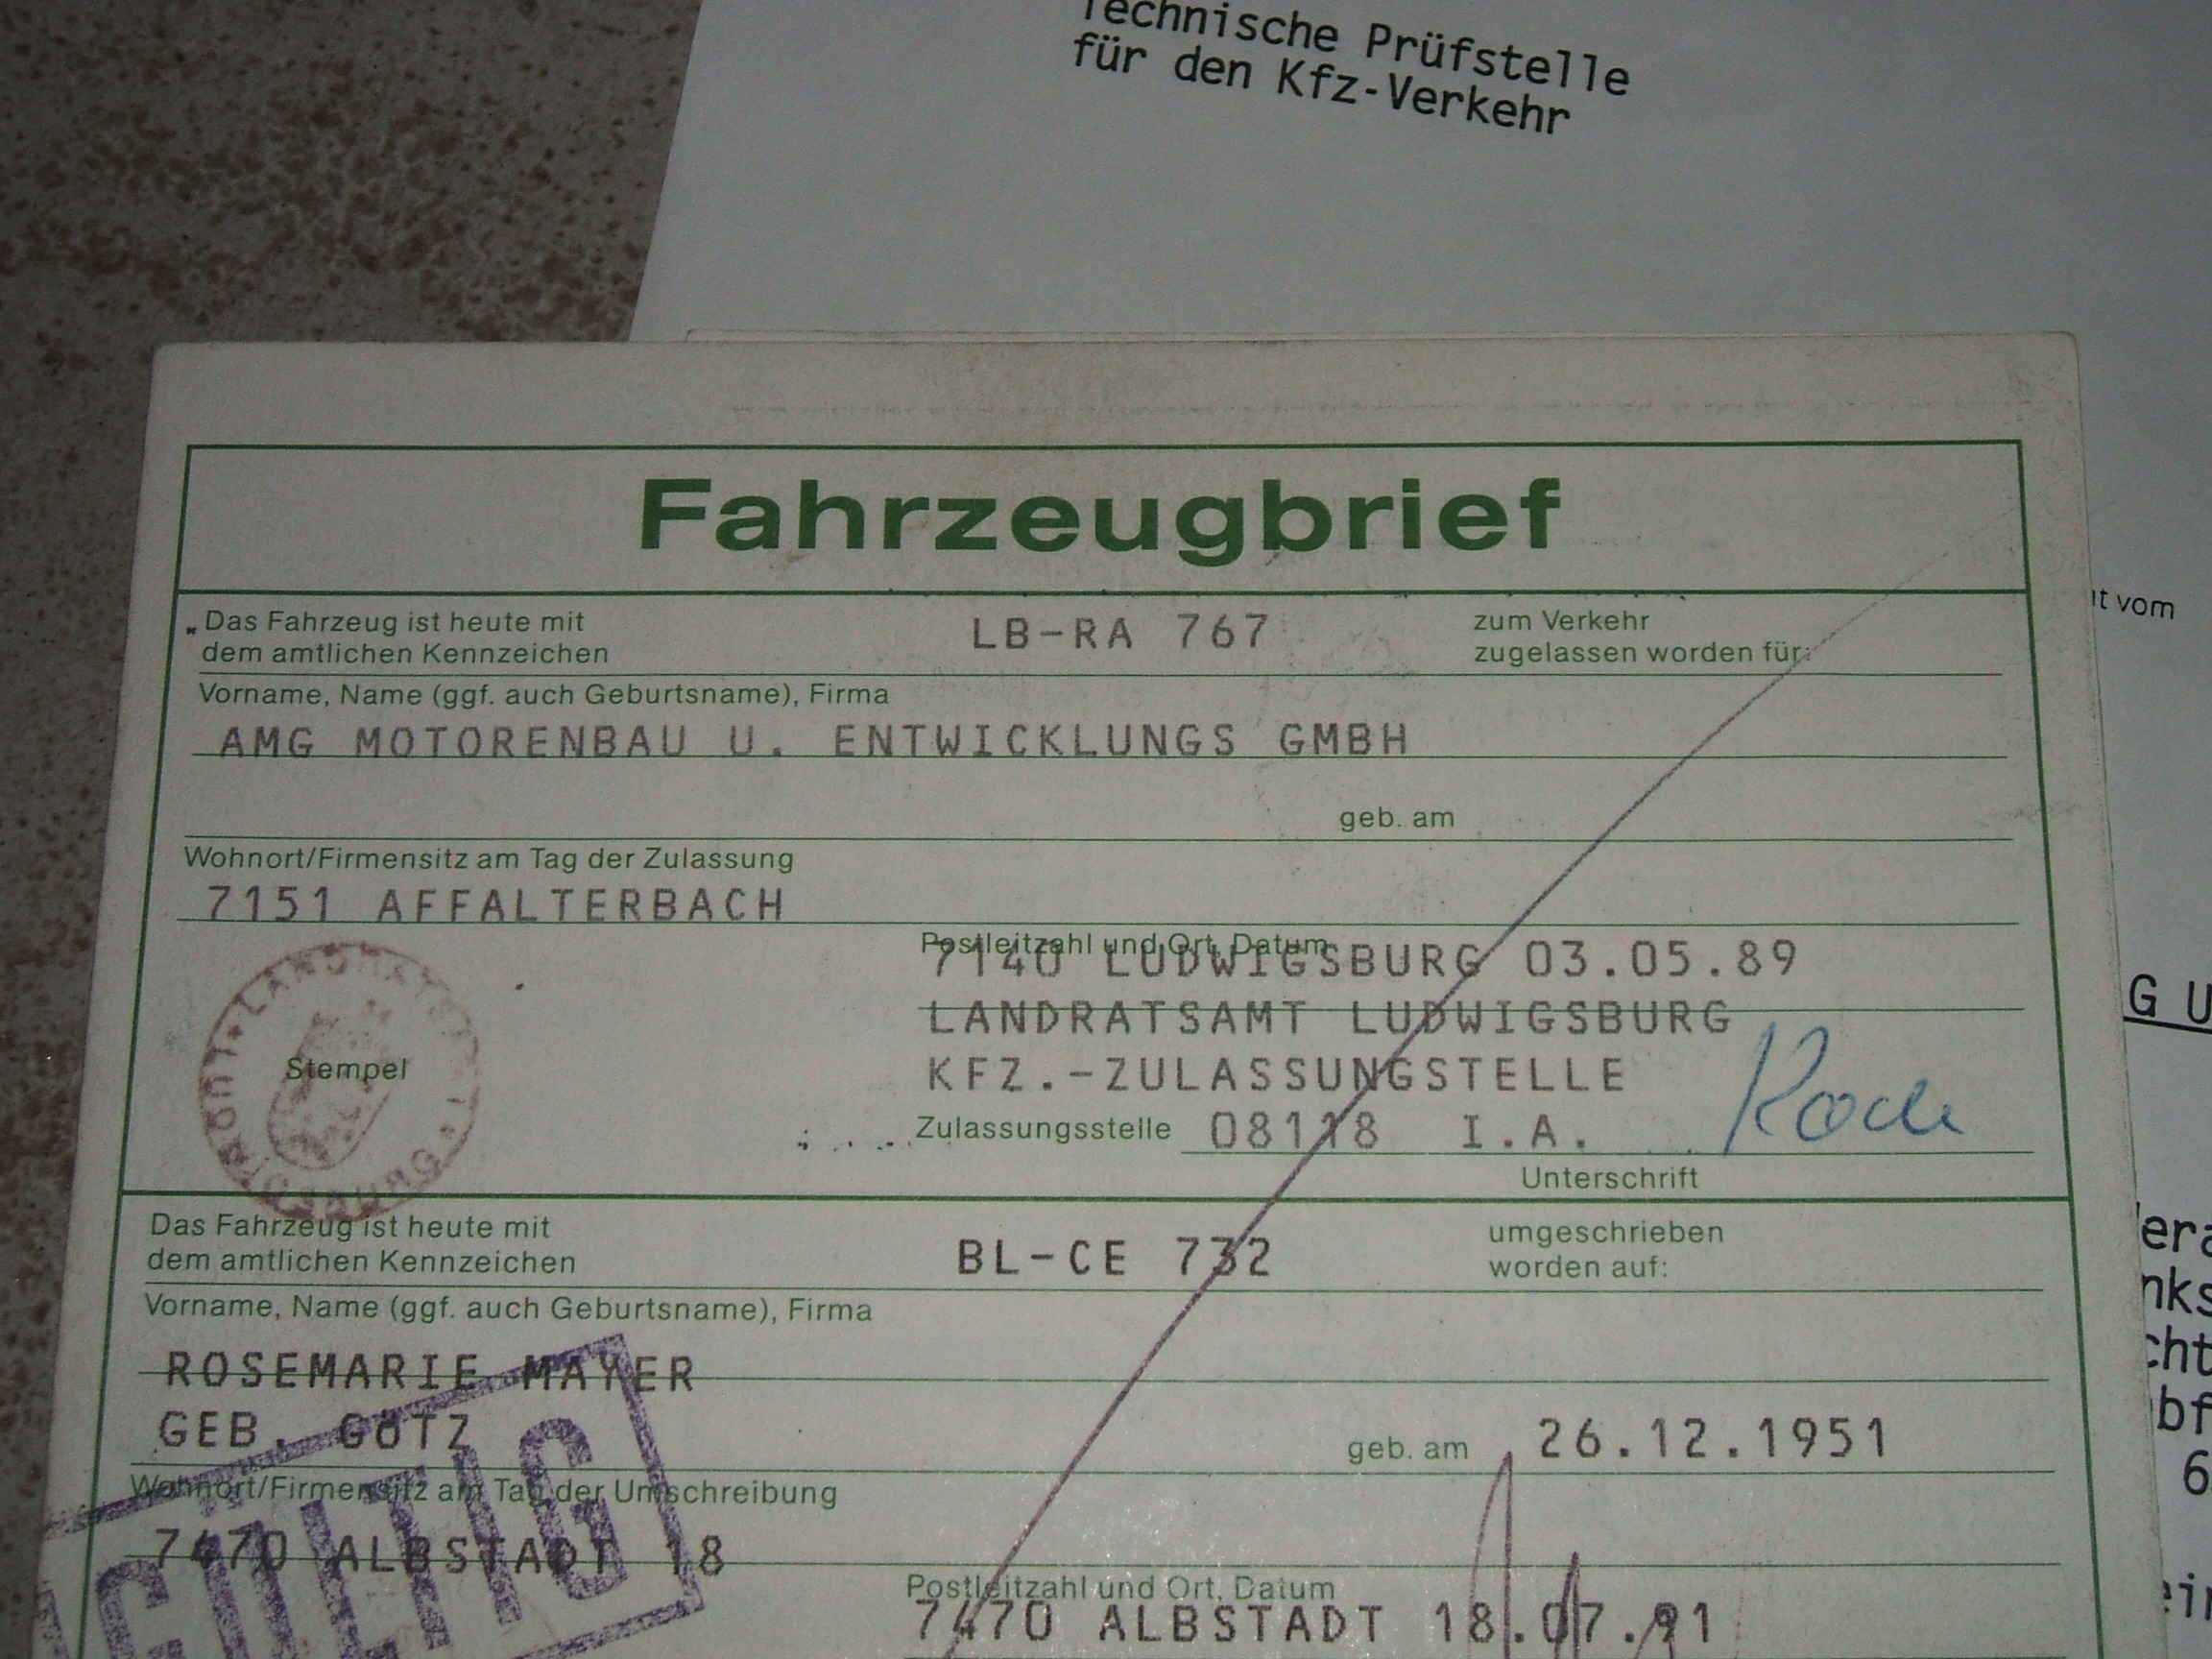 Technische Prüfstelle
für den Kfz-Verkehr
Fahrzeugbrief
Das Fahrzeug ist heute mit
dem amtlichen Kennzeichen
LB-RA 767
zum Verkehr
zugelassen worden für:
Vorname, Name (ggf. auch Geburtsname), Firma
AMG MOTORENBAU U. ENTWICKLUNGS GMBH
geb. am
Wohnort/Firmensitz am Tag der Zulassung
7151 AFFALTERBACH
Postleitzahl und Ort, Datum
7140 LUDWIGSBURG 03.05.89
LANDRATSAMT LUDWIGSBURG
KFZ.-ZULASSUNGSTELLE
Stempel
Zulassungsstelle 08118 I.A.
Unterschrift
Das Fahrzeug ist heute mit
dem amtlichen Kennzeichen
BL-CE 732
umgeschrieben
worden auf:
Vorname, Name (ggf. auch Geburtsname), Firma
ROSEMARIE MAYER
GEB. GÖTZ
geb. am 26.12.1951
Wohnort/Firmensitz am Tag der Umschreibung
7470 ALBSTADT 18
Postleitzahl und Ort, Datum
7470 ALBSTADT 18.07.91
vom
G U